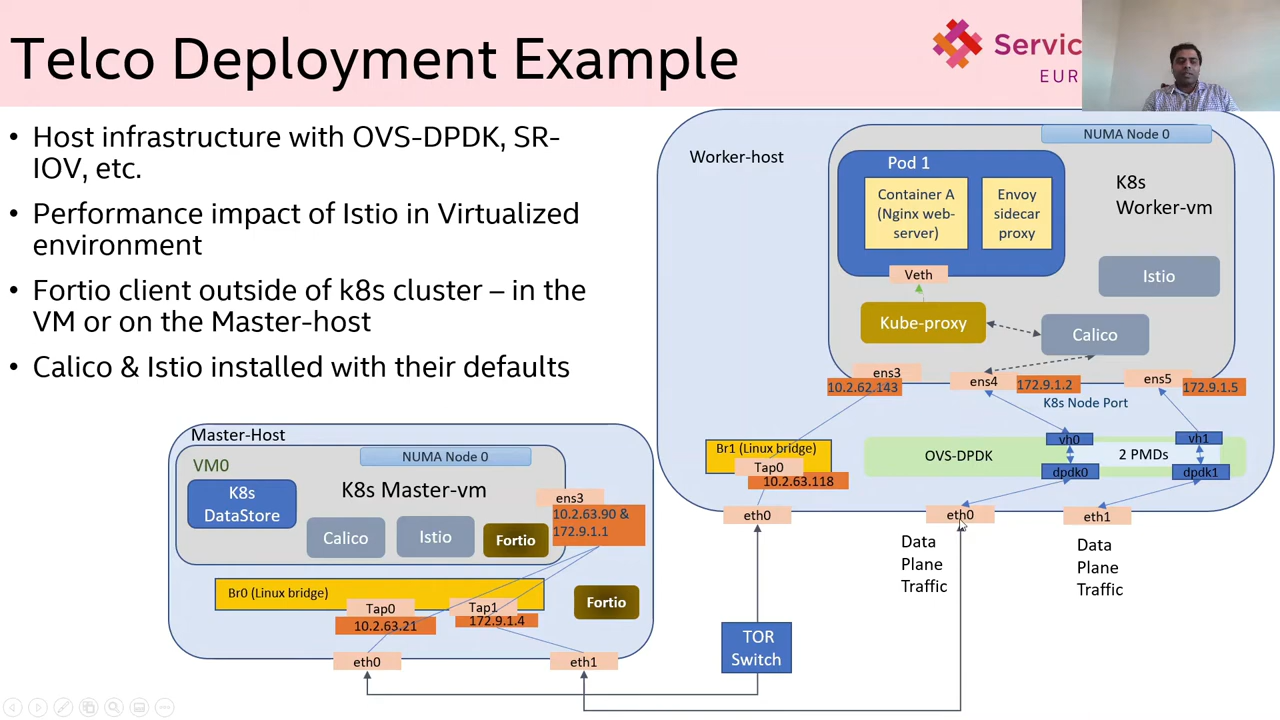 Telco Deployment Example
Servic
EUR
• Host infrastructure with OVS-DPDK, SR-
IOV, etc.
• Performance impact of Istio in Virtualized
environment
• Fortio client outside of k8s cluster – in the
VM or on the Master-host
• Calico & Istio installed with their defaults
Worker-host
NUMA Node 0
Pod 1
Container A
(Nginx web-
server)
Envoy
sidecar
proxy
K8s
Worker-vm
Veth
Istio
Kube-proxy
Calico
ens3
10.2.62.143
ens4
172.9.1.2
ens5
172.9.1.5
K8s Node Port
Br1 (Linux bridge)
Tap0
10.2.63.118
OVS-DPDK
vh0
vh1
2 PMDs
dpdk0
dpdk1
eth0
eth0
eth1
Data
Plane
Traffic
Data
Plane
Traffic
Master-Host
NUMA Node 0
VM0
K8s
DataStore
K8s Master-vm
Calico
Istio
Fortio
ens3
10.2.63.90 &
172.9.1.1
Br0 (Linux bridge)
Tap0
10.2.63.21
Tap1
172.9.1.4
Fortio
eth0
eth1
TOR
Switch